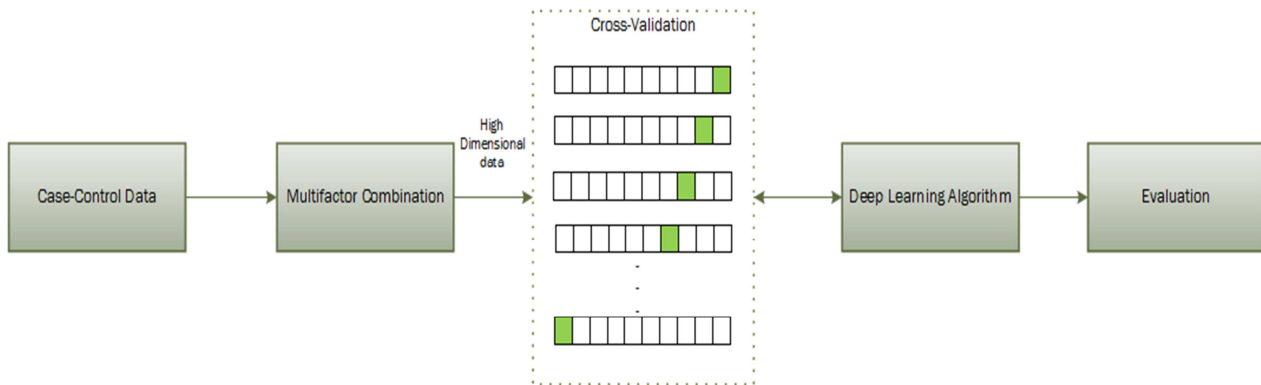 Cross-Validation
High
Dimensional
data
Case-Control Data
Multifactor Combination
Deep Learning Algorithm
Evaluation